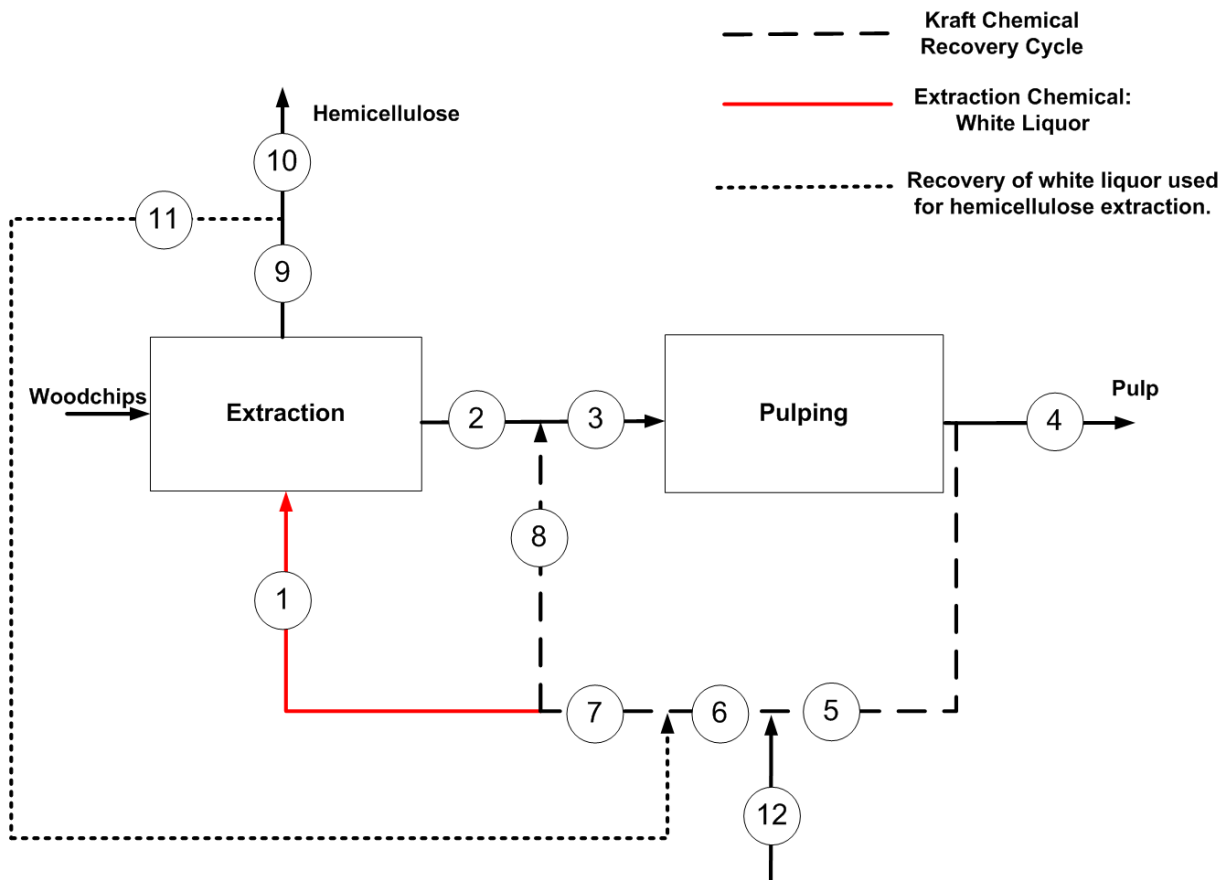 Kraft Chemical
Recovery Cycle
Extraction Chemical:
White Liquor
Recovery of white liquor used
for hemicellulose extraction.
Hemicellulose
10
11
9
Woodchips
Extraction
2
3
Pulping
4
Pulp
8
1
7
6
5
12